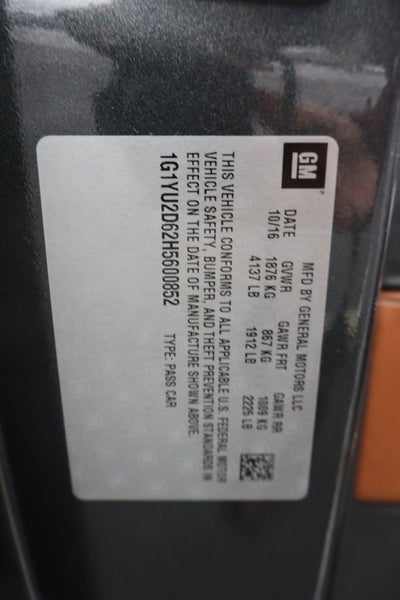 GM
MFD BY GENERAL MOTORS LLC
DATE GVWR GAWR FRT GAWR RR
10/16 1876 KG 867 KG 1009 KG
4137 LB 1912 LB 2225 LB
THIS VEHICLE CONFORMS TO ALL APPLICABLE U.S. FEDERAL MOTOR
VEHICLE SAFETY, BUMPER, AND THEFT PREVENTION STANDARDS IN
EFFECT ON THE DATE OF MANUFACTURE SHOWN ABOVE.
1G1YU2D62H5600852 TYPE: PASS CAR